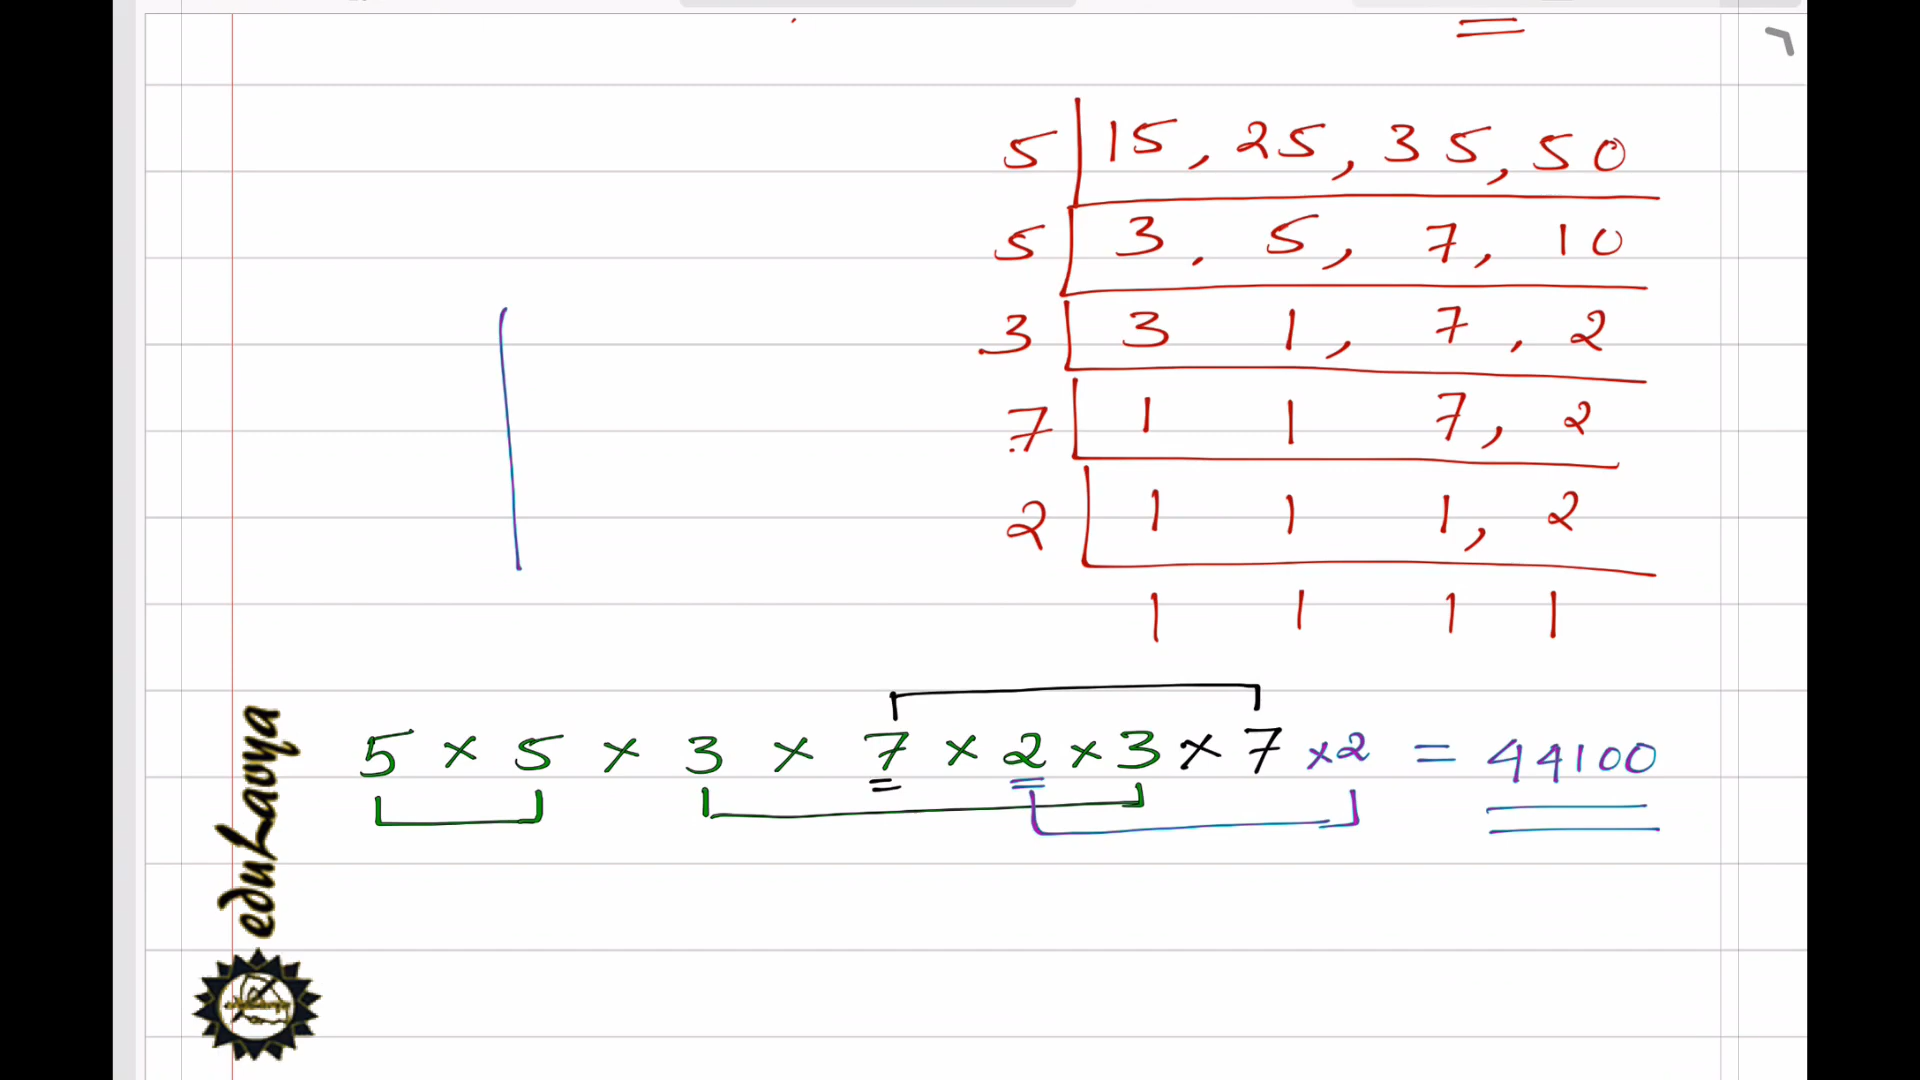 5 | 15, 25, 35, 50
5 | 3, 5, 7, 10
3 | 3 1, 7, 2
7 | 1 1 7, 2
2 | 1 1 1, 2
1 1 1 1
5 × 5 × 3 × 7 × 2 × 3 × 7 × 2 = 44100
eduLaoya